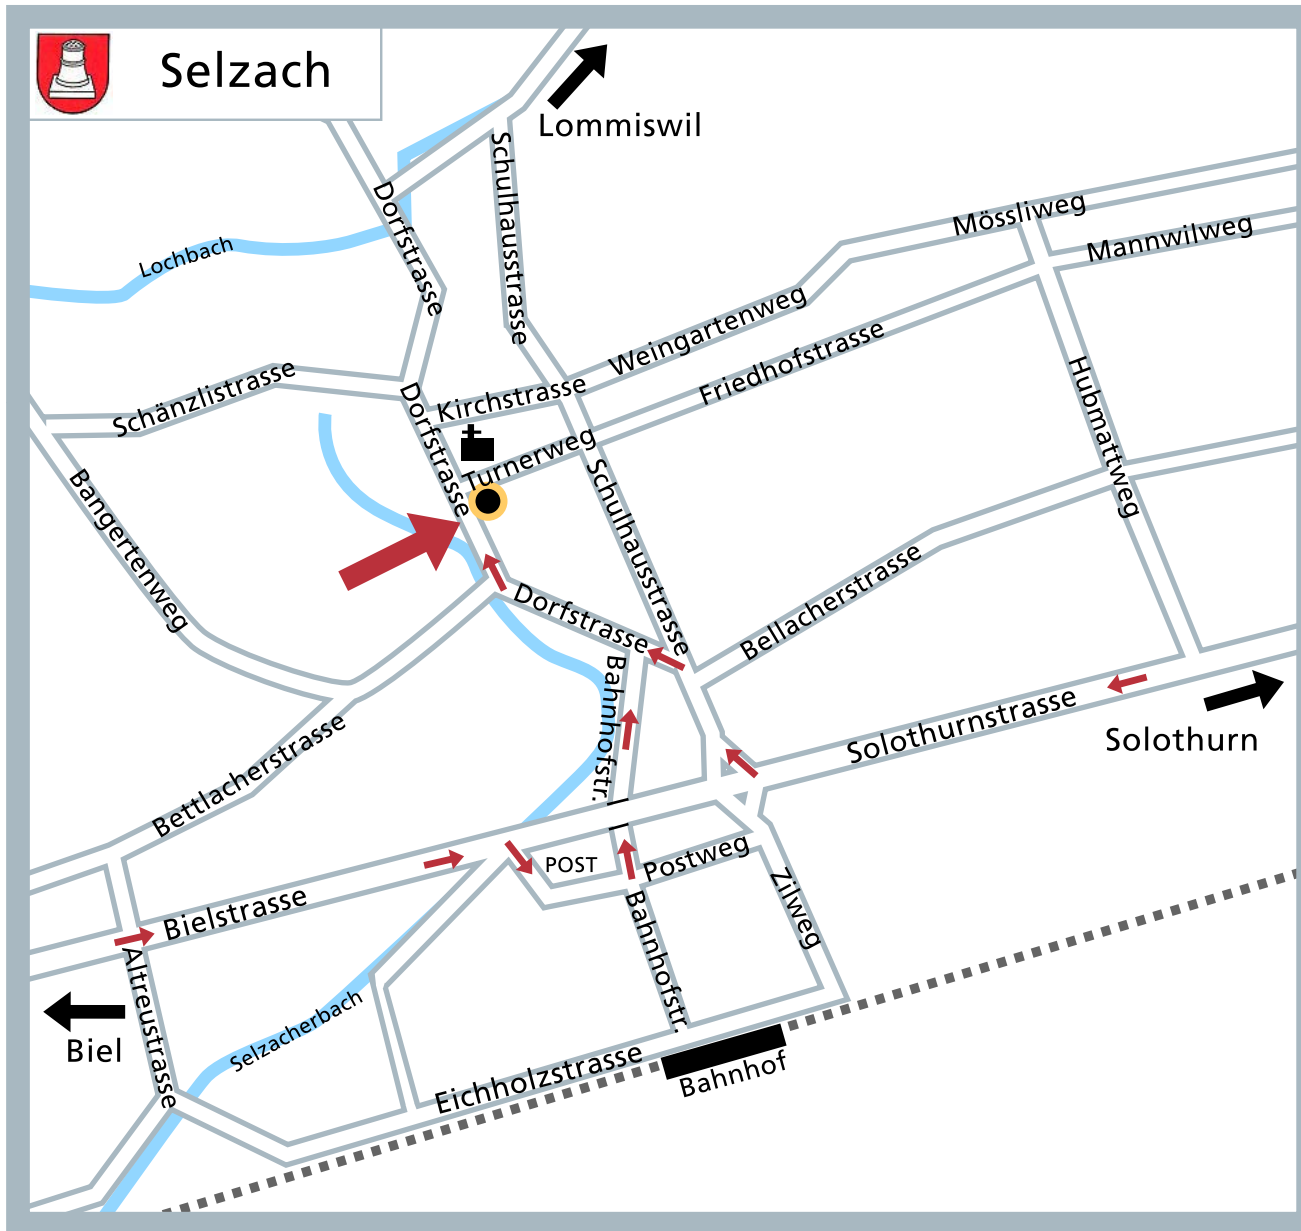 Selzach
Lommiswil
Schulhausstrasse
Dorfstrasse
Mössliweg
Mannwilweg
Lochbach
Weingartenweg
Friedhofstrasse
Schänzlistrasse
Kirchstrasse
Dorfstrasse
Hubmattweg
Turnerweg
Schulhausstrasse
Bangertenweg
Bellacherstrasse
Dorfstrasse
Bahnhofstr.
Solothurnstrasse
Solothurn
Bettlacherstrasse
POST
Postweg
Zilweg
Bielstrasse
Bahnhofstr.
Altreustrasse
Selzacherbach
Biel
Eichholzstrasse
Bahnhof